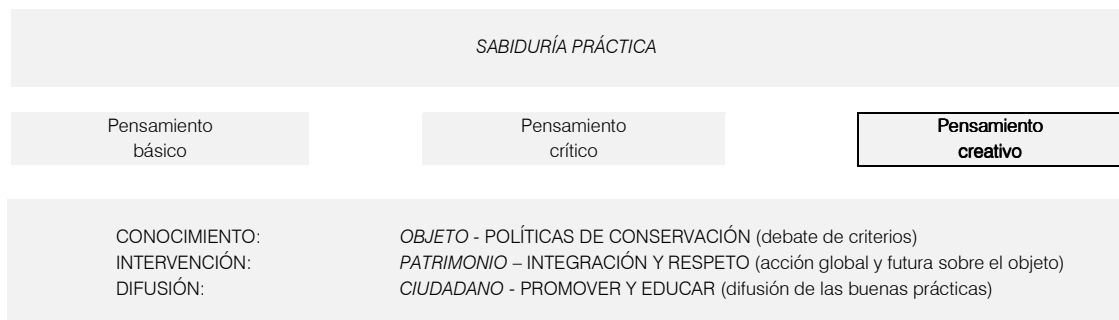 SABIDURÍA PRÁCTICA
Pensamiento
básico
Pensamiento
crítico
Pensamiento
creativo
CONOCIMIENTO: OBJETO - POLÍTICAS DE CONSERVACIÓN (debate de criterios)
INTERVENCIÓN: PATRIMONIO – INTEGRACIÓN Y RESPETO (acción global y futura sobre el objeto)
DIFUSIÓN: CIUDADANO - PROMOVER Y EDUCAR (difusión de las buenas prácticas)